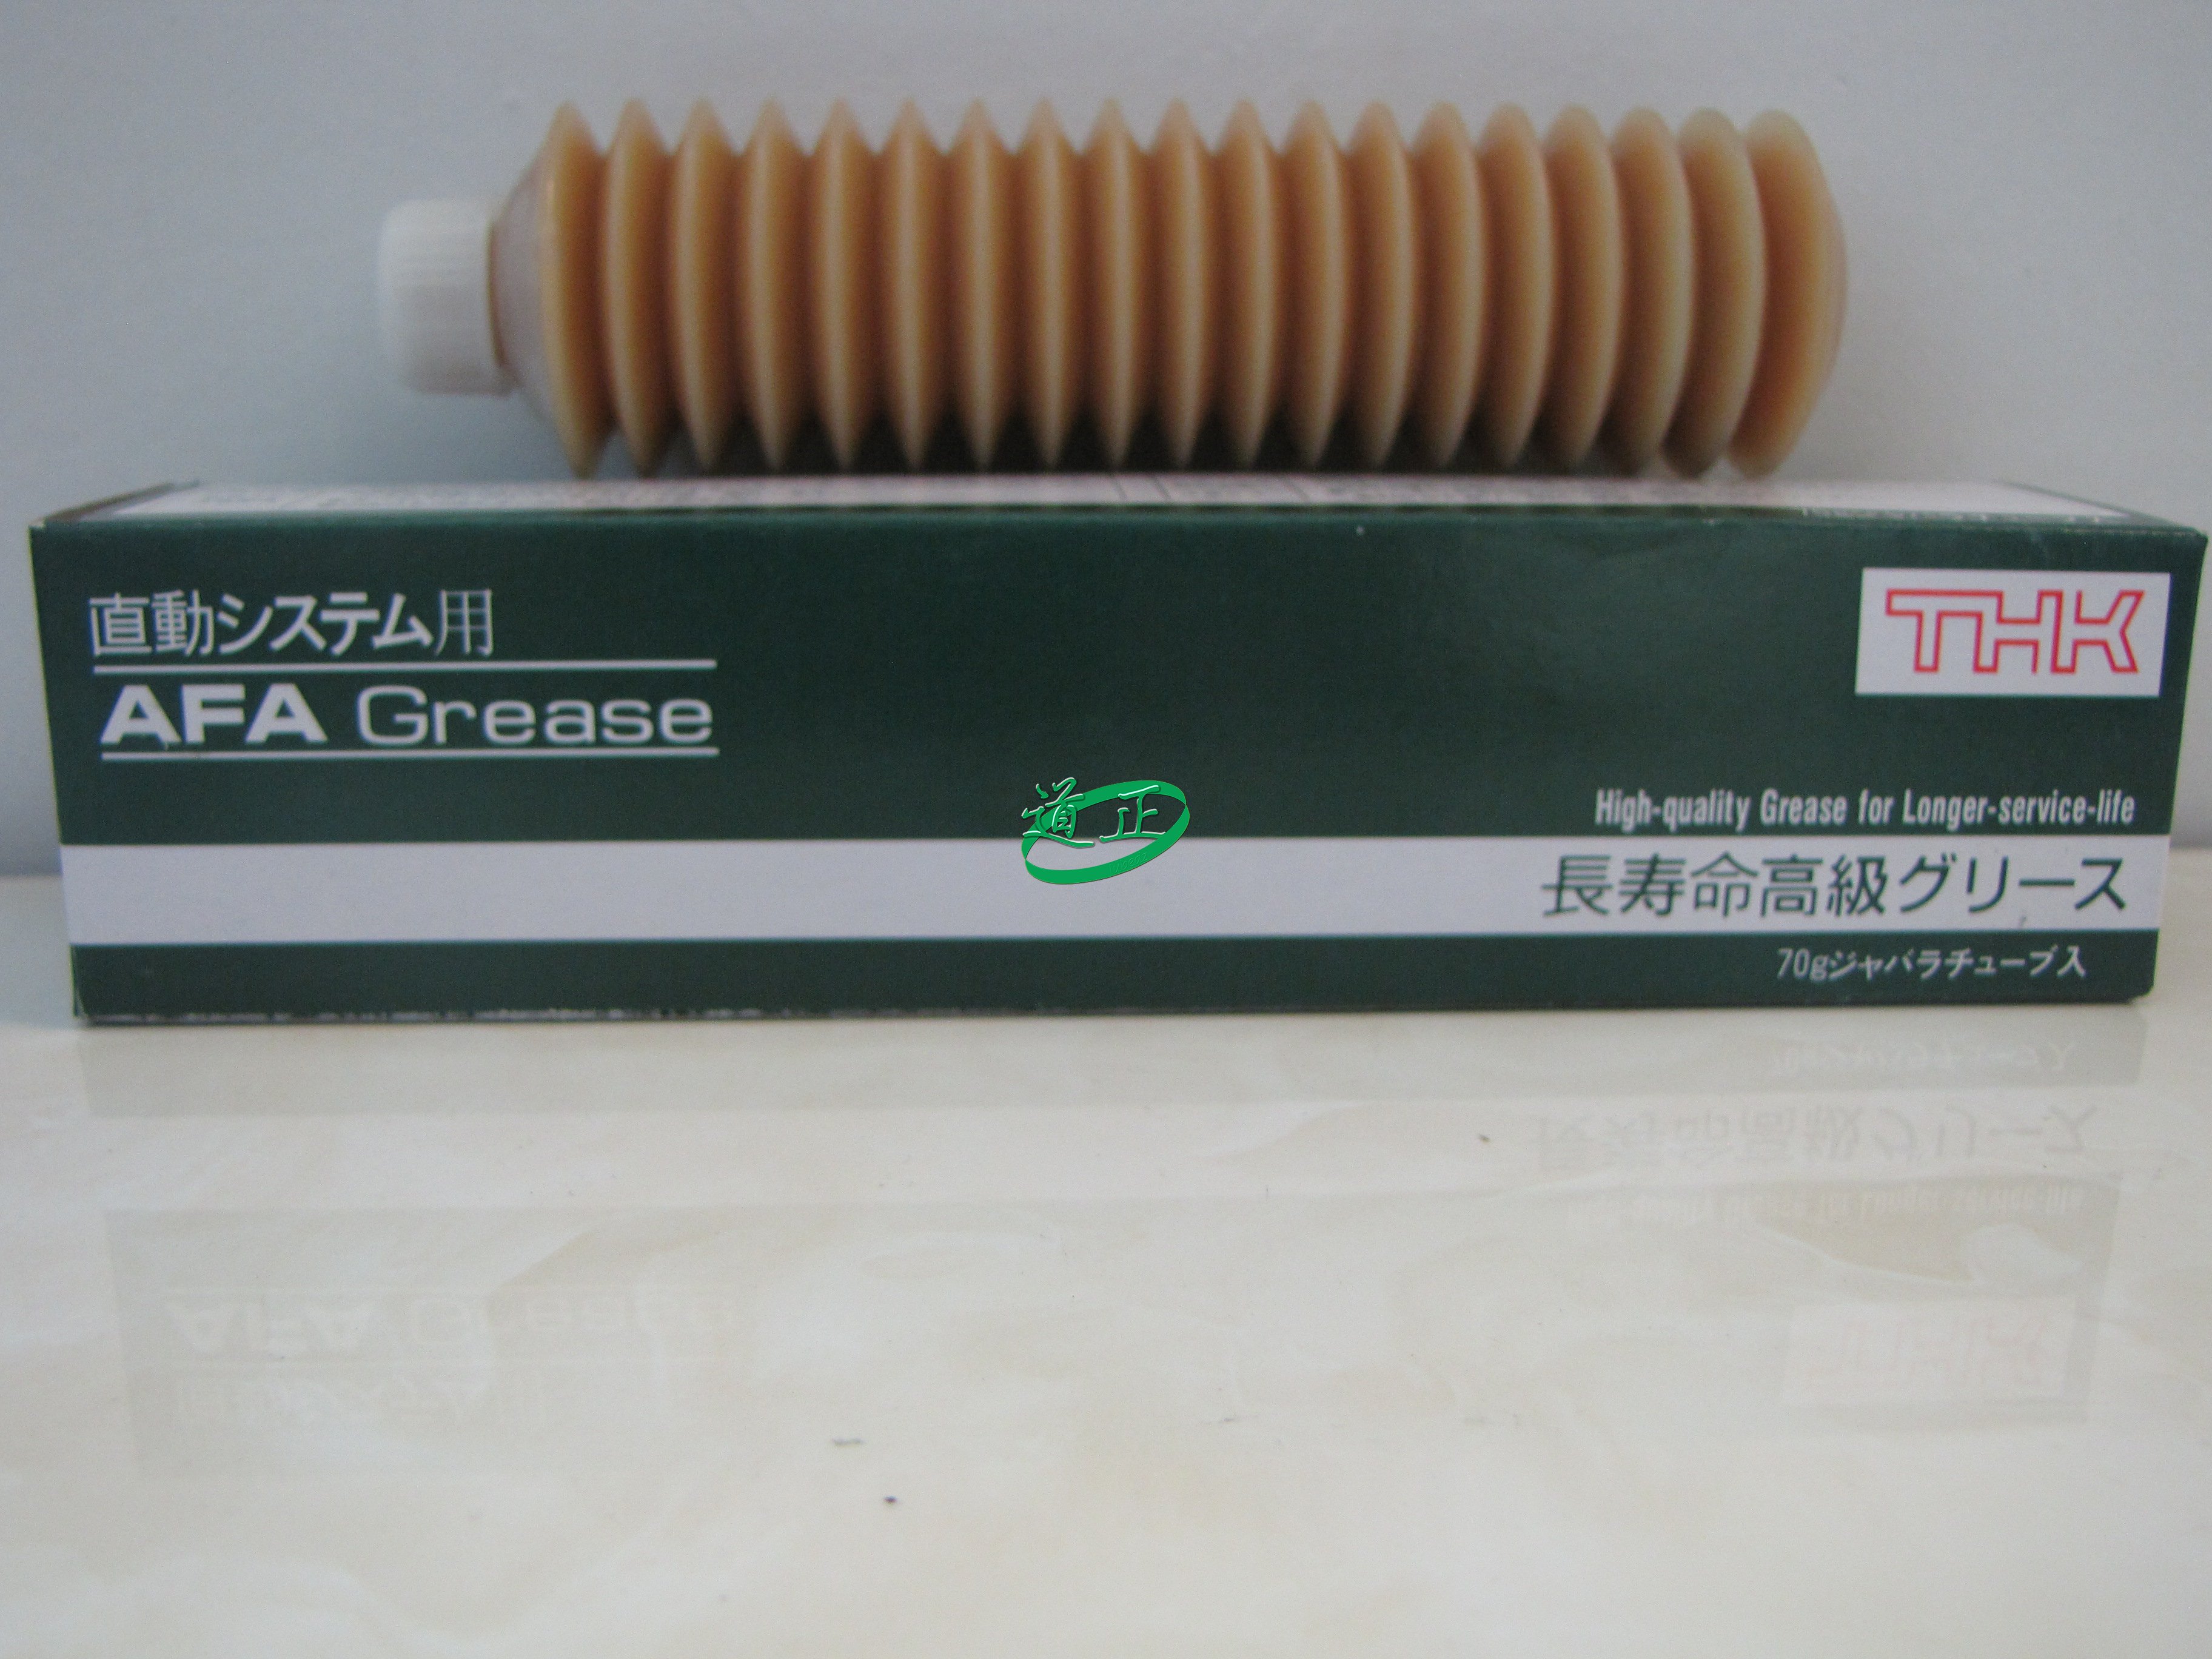 直動システム用
AFA Grease
THK
道正
High-quality Grease for Longer-service-life
長寿命高級グリース
70gジャバラチューブ入